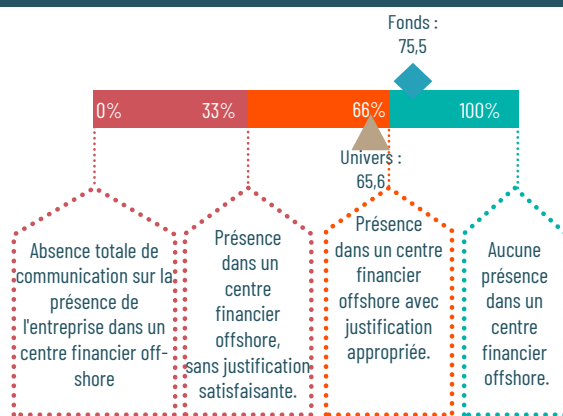 Fonds :
75,5
0%
33%
66%
100%
Univers :
65,6
Absence totale de
communication sur la
présence de
l'entreprise dans un
centre financier off-
shore
Présence
dans un
centre
financier
offshore,
sans justification
satisfaisante.
Présence
dans un centre
financier
offshore avec
justification
appropriée.
Aucune
présence
dans un
centre
financier
offshore.